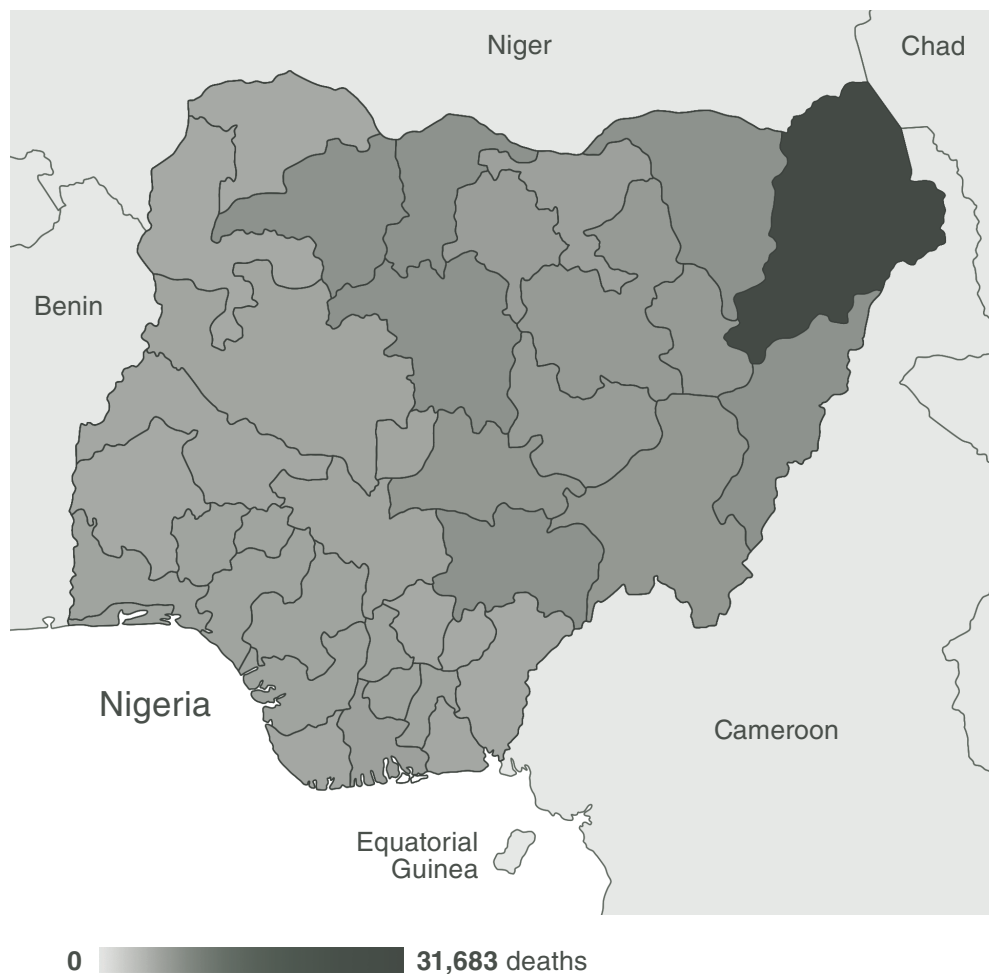 Niger
Chad
Benin
Nigeria
Cameroon
Equatorial
Guinea
0 31,683 deaths